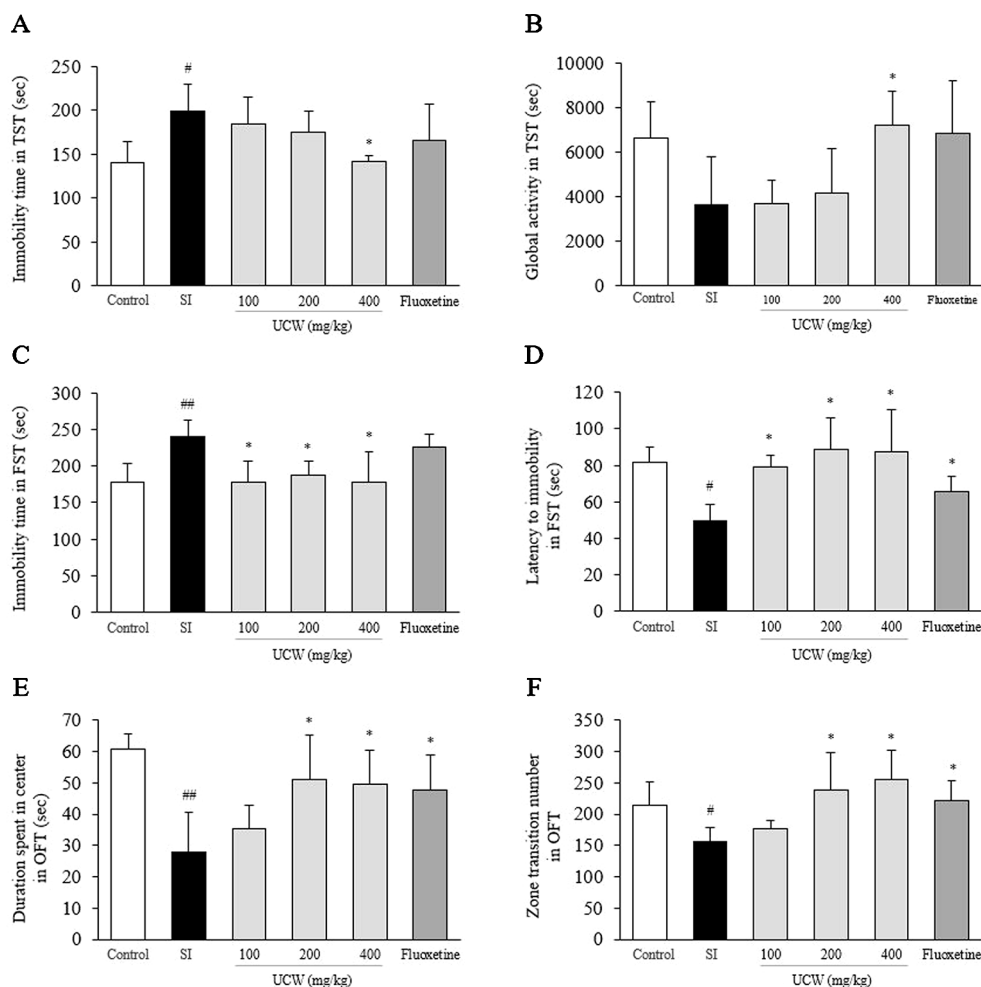 A
Immobility time in TST (sec)
250
200
150
100
50
0
#
*
Control SI 100 200 400 Fluoxetine
UCW (mg/kg)
B
Global activity in TST (sec)
10000
8000
6000
4000
2000
0
*
Control SI 100 200 400 Fluoxetine
UCW (mg/kg)
C
Immobility time in FST (sec)
300
250
200
150
100
50
0
##
* * *
Control SI 100 200 400 Fluoxetine
UCW (mg/kg)
D
Latency to immobility
in FST (sec)
120
100
80
60
40
20
0
#
* * * *
Control SI 100 200 400 Fluoxetine
UCW (mg/kg)
E
Duration spent in center
in OFT (sec)
70
60
50
40
30
20
10
0
##
* * *
Control SI 100 200 400 Fluoxetine
UCW (mg/kg)
F
Zone transition number
in OFT
350
300
250
200
150
100
50
0
#
* * *
Control SI 100 200 400 Fluoxetine
UCW (mg/kg)